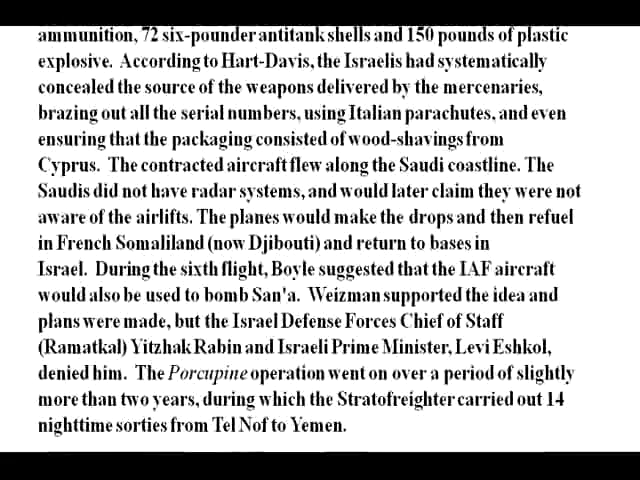 ammunition, 72 six-pounder antitank shells and 150 pounds of plastic
explosive. According to Hart-Davis, the Israelis had systematically
concealed the source of the weapons delivered by the mercenaries,
brazing out all the serial numbers, using Italian parachutes, and even
ensuring that the packaging consisted of wood-shavings from
Cyprus. The contracted aircraft flew along the Saudi coastline. The
Saudis did not have radar systems, and would later claim they were not
aware of the airlifts. The planes would make the drops and then refuel
in French Somaliland (now Djibouti) and return to bases in
Israel. During the sixth flight, Boyle suggested that the IAF aircraft
would also be used to bomb San'a. Weizman supported the idea and
plans were made, but the Israel Defense Forces Chief of Staff
(Ramatkal) Yitzhak Rabin and Israeli Prime Minister, Levi Eshkol,
denied him. The Porcupine operation went on over a period of slightly
more than two years, during which the Stratofreighter carried out 14
nighttime sorties from Tel Nof to Yemen.